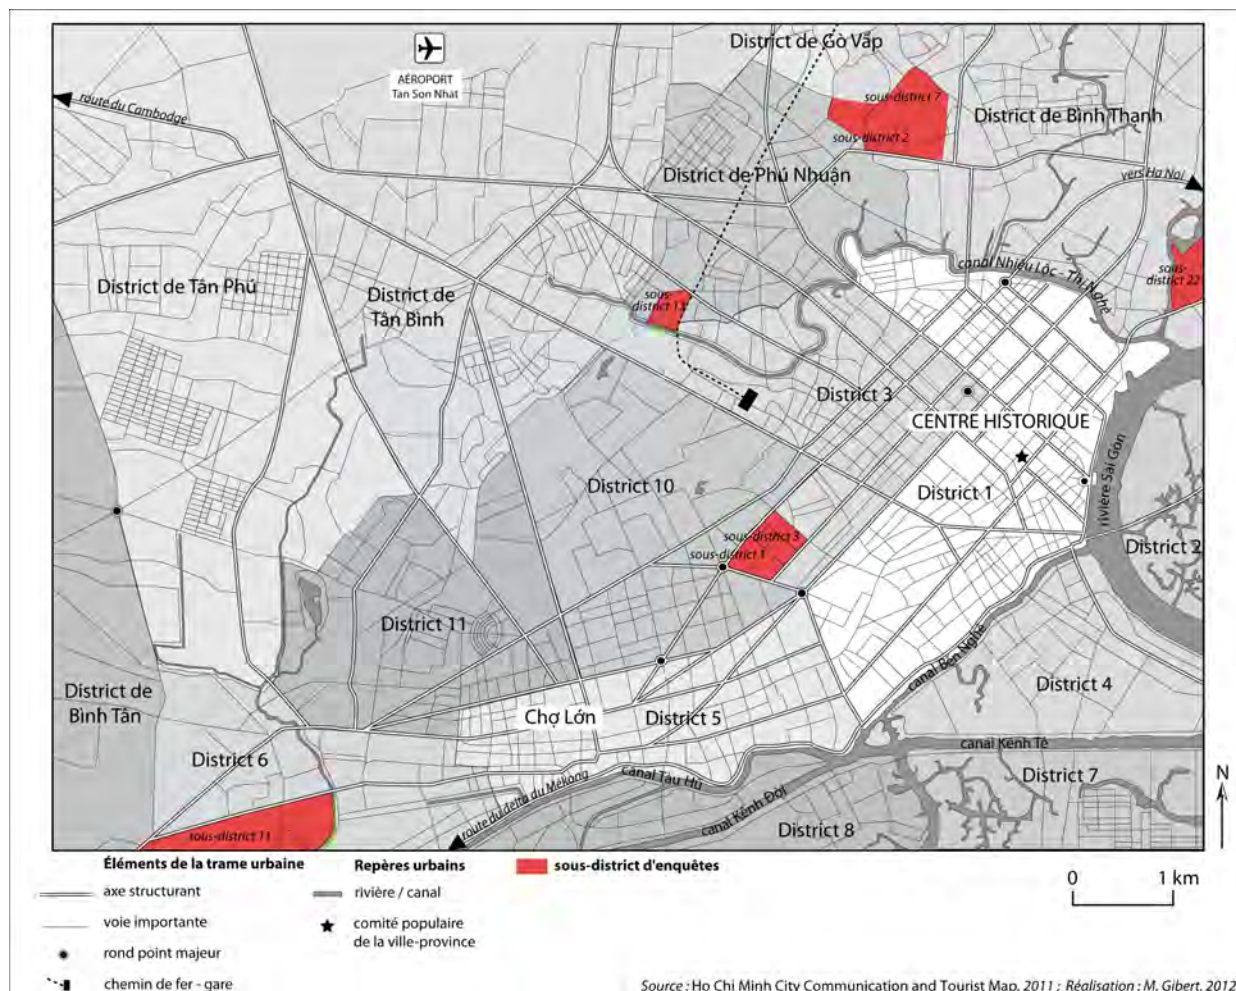 District de Gò Vấp
AÉROPORT
Tan Son Nhât
route du Cambodge
sous-district 7
sous-district 2
District de Bình Thanh
District de Phú Nhuận
vers Ha Noi
canal Nhiêu Lôc - Thi Nghè
sous-
district 22
District de Tân Phú
District de
Tân Bình
sous-
district 13
District 3
CENTRE HISTORIQUE
District 10
District 1
rivière Sài Gòn
sous-district 3
sous-district 1
District 2
District 11
canal Bên Nghé
District de
Bình Tân
District 4
Chợ Lớn
District 5
canal Kênh Tê
District 6
route du delta du Mékong
canal Tàu Hủ
District 7
N
canal Kênh Đôi
District 8
sous-district 11
Éléments de la trame urbaine
Repères urbains
sous-district d'enquêtes
axe structurant
rivière / canal
0 1 km
voie importante
comité populaire
de la ville-province
rond point majeur
chemin de fer - gare
Source : Ho Chi Minh City Communication and Tourist Map, 2011 ; Réalisation : M. Gibert, 2012